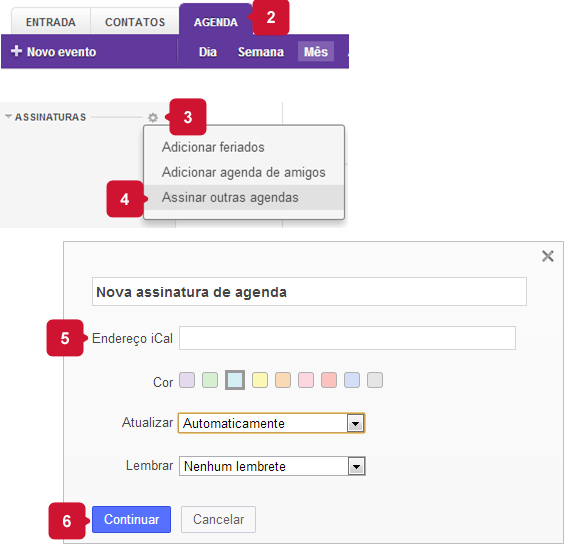 ENTRADA CONTATOS AGENDA 2
+ Novo evento Dia Semana Mês
ASSINATURAS 3
Adicionar feriados
Adicionar agenda de amigos
4 Assinar outras agendas
Nova assinatura de agenda
5 Endereço iCal
Cor
Atualizar Automaticamente
Lembrar Nenhum lembrete
6 Continuar Cancelar